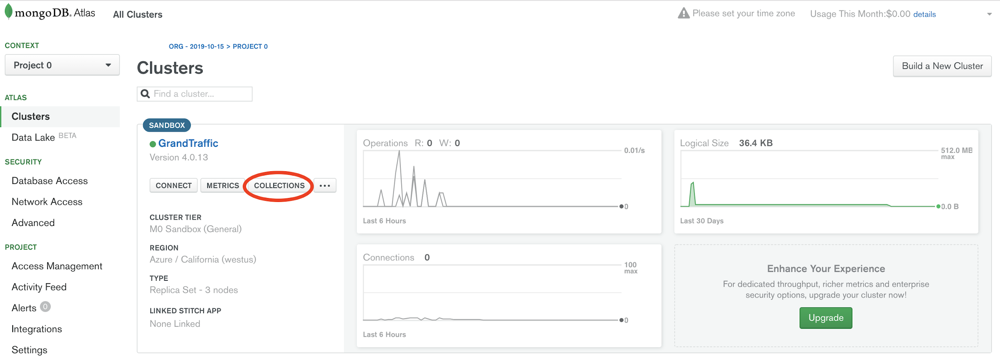 mongoDB. Atlas
All Clusters
Please set your time zone
Usage This Month:$0.00 details
CONTEXT
Project 0
ATLAS
Clusters
Data Lake BETA
SECURITY
Database Access
Network Access
Advanced
PROJECT
Access Management
Activity Feed
Alerts 0
Integrations
Settings
ORG - 2019-10-15 > PROJECT 0
Clusters
Build a New Cluster
Find a cluster...
SANDBOX
GrandTraffic
Version 4.0.13
CONNECT
METRICS
COLLECTIONS
...
CLUSTER TIER
M0 Sandbox (General)
REGION
Azure / California (westus)
TYPE
Replica Set - 3 nodes
LINKED STITCH APP
None Linked
Operations R: 0 W: 0
0.01/s
0
Last 6 Hours
Logical Size 36.4 KB
512.0 MB
max
0.0 B
Last 30 Days
Connections 0
100
max
0
Last 6 Hours
Enhance Your Experience
For dedicated throughput, richer metrics and enterprise
security options, upgrade your cluster now!
Upgrade